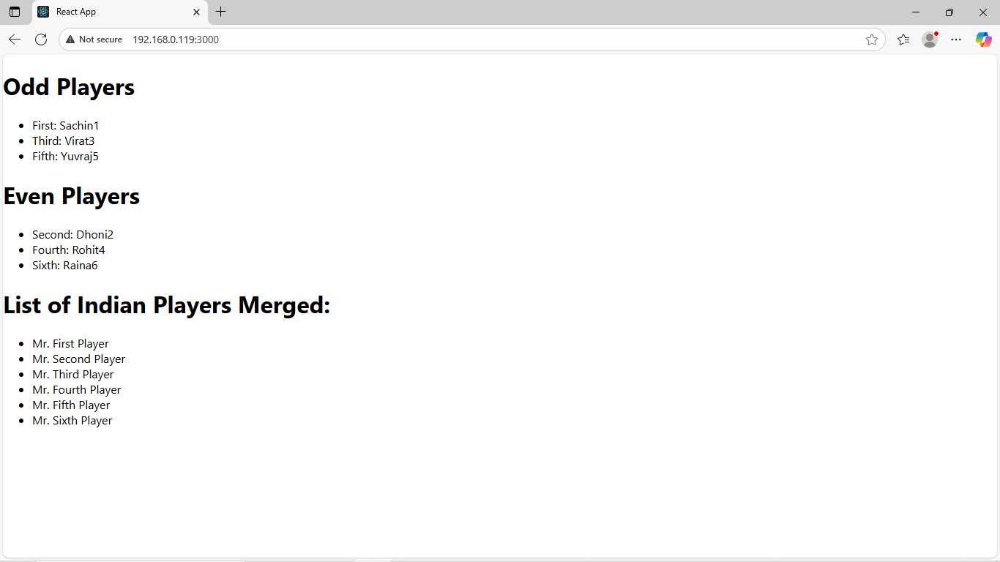 React App
Not secure 192.168.0.119:3000
Odd Players
First: Sachin1
Third: Virat3
Fifth: Yuvraj5
Even Players
Second: Dhoni2
Fourth: Rohit4
Sixth: Raina6
List of Indian Players Merged:
Mr. First Player
Mr. Second Player
Mr. Third Player
Mr. Fourth Player
Mr. Fifth Player
Mr. Sixth Player